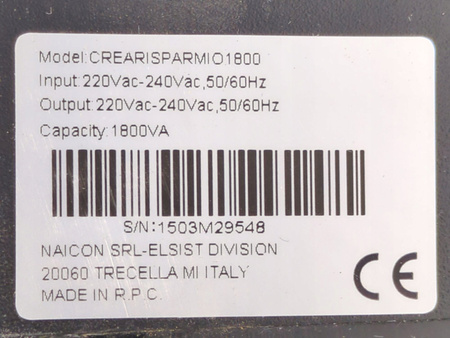 Model:CREARISPARMIO1800
Input:220Vac-240Vac,50/60Hz
Output:220Vac-240Vac,50/60Hz
Capacity:1800VA
S/N:1503M29548
NAICON SRL-ELSIST DIVISION
20060 TRECELLA MI ITALY
MADE IN R.P.C.
CE